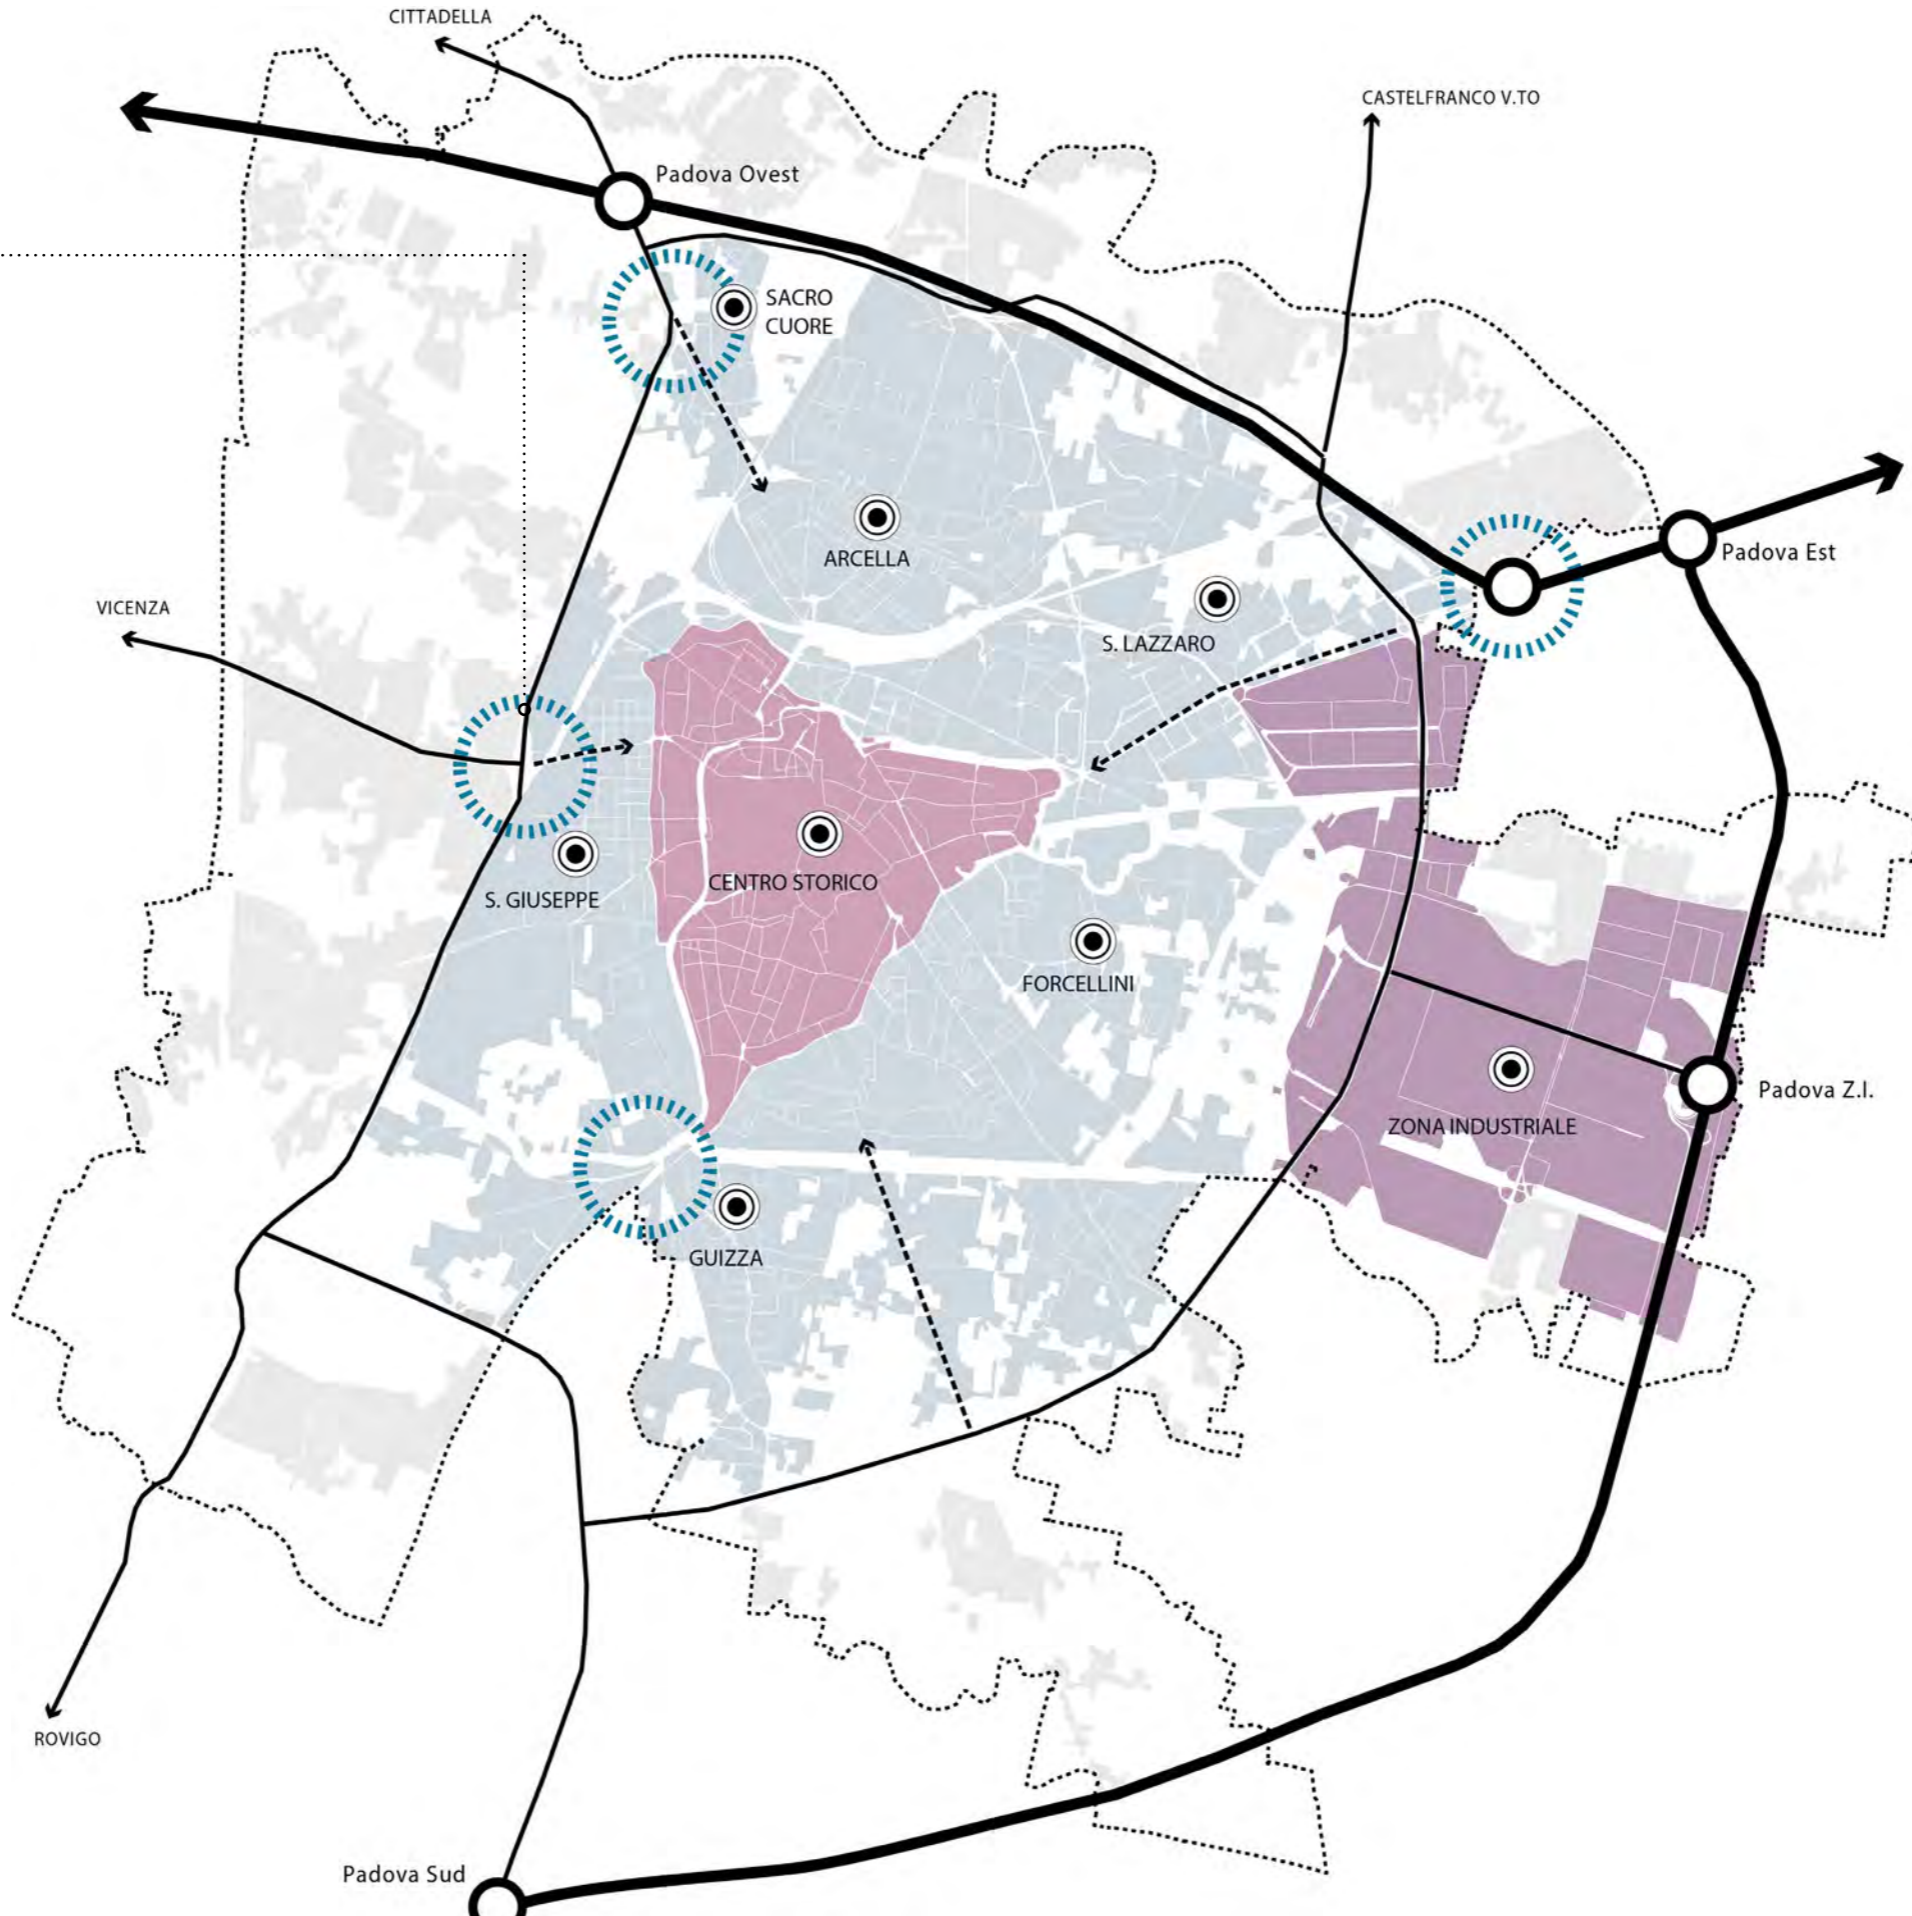 CITTADELLA
CASTELFRANCO V.TO
Padova Ovest
SACRO
CUORE
ARCELLA
Padova Est
VICENZA
S. LAZZARO
CENTRO STORICO
S. GIUSEPPE
FORCELLINI
Padova Z.I.
ZONA INDUSTRIALE
GUIZZA
ROVIGO
Padova Sud